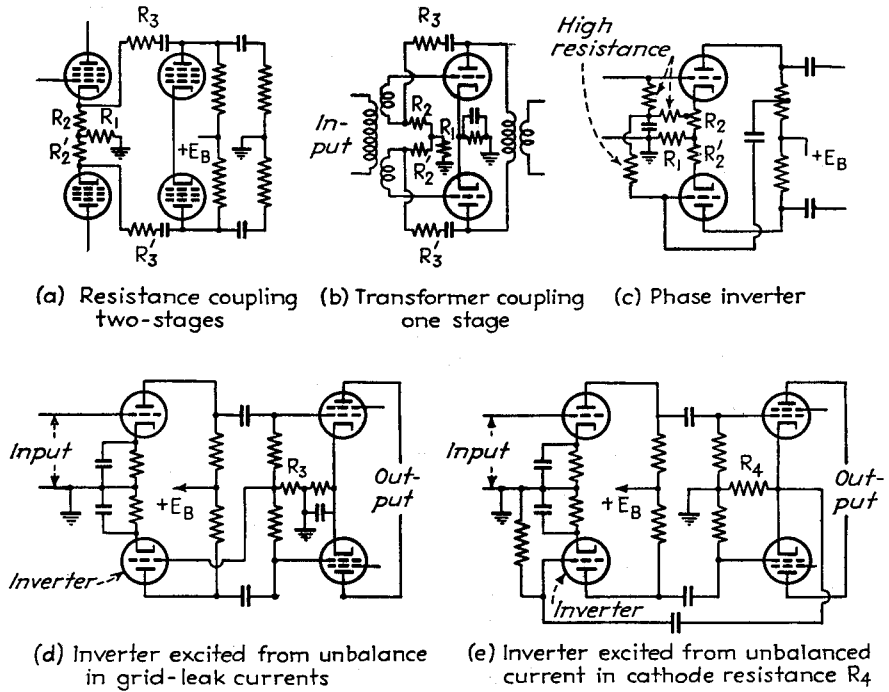 R3
R2
R1
R2'
+EB
R3'
(a) Resistance coupling
two-stages
R3
In-
put
R2
R1
R2'
R3'
(b) Transformer coupling
one stage
High
resistance
R2
R1
R2'
+EB
(c) Phase inverter
Input
+EB
R3
Out-
put
Inverter
(d) Inverter excited from unbalance
in grid-leak currents
Input
+EB
R4
Out-
put
Inverter
(e) Inverter excited from unbalanced
current in cathode resistance R4